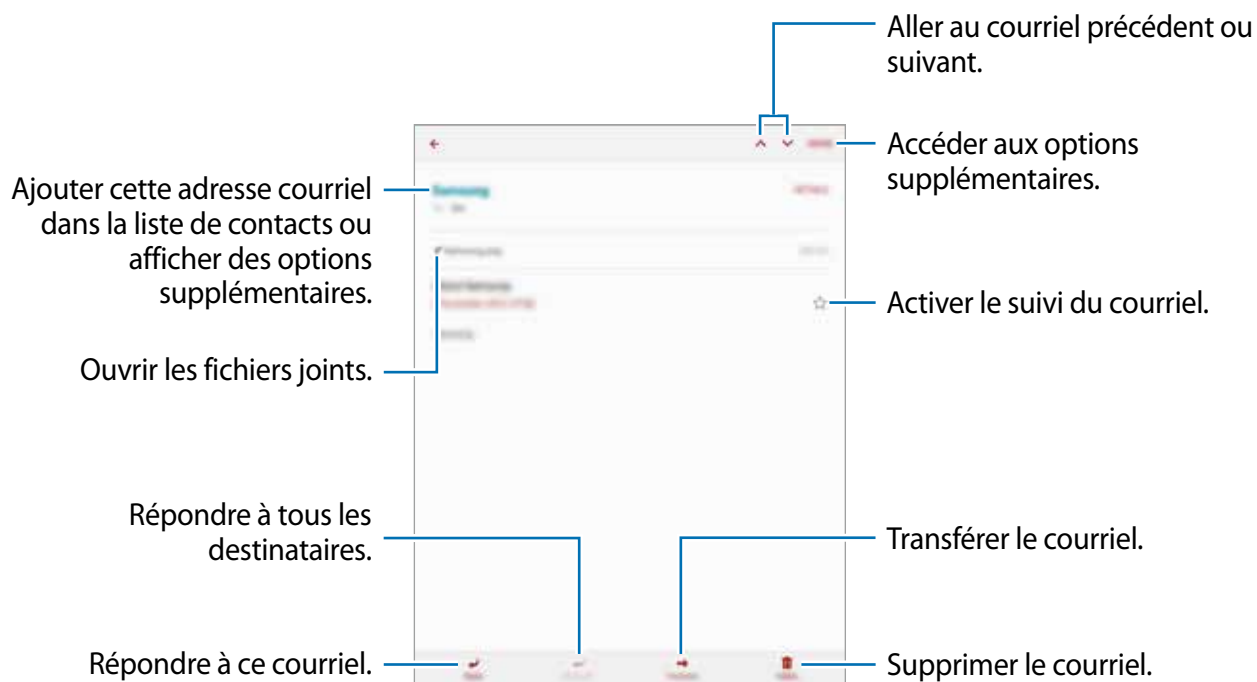 Aller au courriel précédent ou
suivant.
Accéder aux options
supplémentaires.
Ajouter cette adresse courriel
dans la liste de contacts ou
afficher des options
supplémentaires.
Samsung
Activer le suivi du courriel.
Ouvrir les fichiers joints.
Répondre à tous les
destinataires.
Transférer le courriel.
Répondre à ce courriel.
Supprimer le courriel.